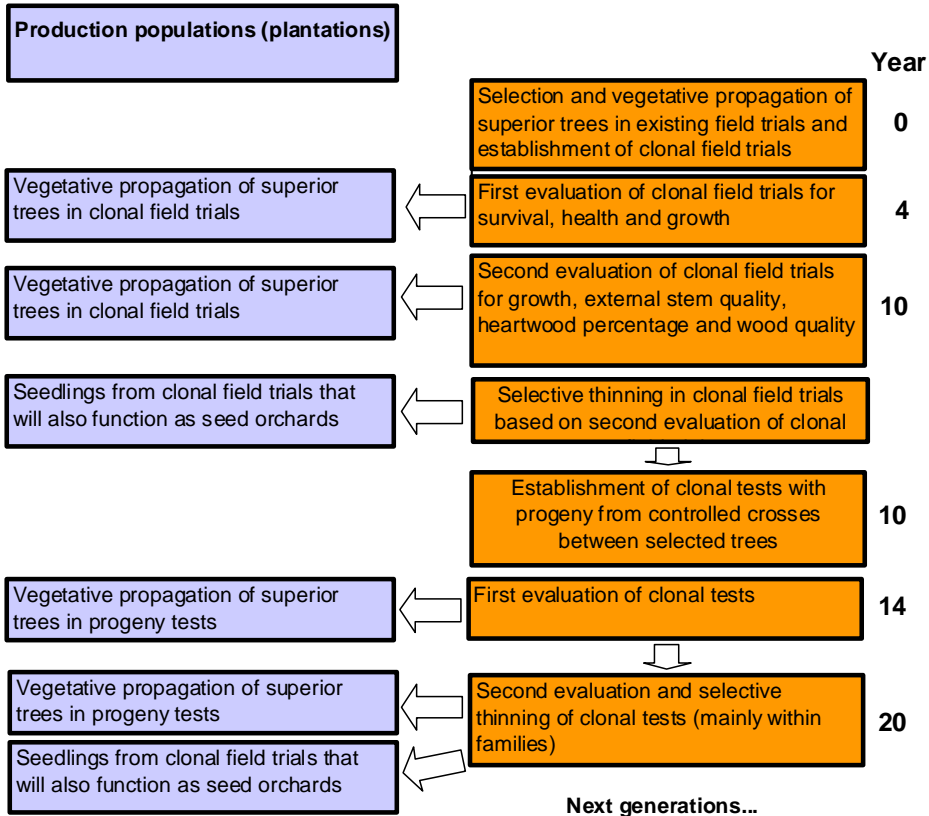 Production populations (plantations)
Year
Selection and vegetative propagation of
superior trees in existing field trials and
establishment of clonal field trials
0
Vegetative propagation of superior
trees in clonal field trials
First evaluation of clonal field trials for
survival, health and growth
4
Vegetative propagation of superior
trees in clonal field trials
Second evaluation of clonal field trials
for growth, external stem quality,
heartwood percentage and wood quality
10
Seedlings from clonal field trials that
will also function as seed orchards
Selective thinning in clonal field trials
based on second evaluation of clonal
Establishment of clonal tests with
progeny from controlled crosses
between selected trees
10
Vegetative propagation of superior
trees in progeny tests
First evaluation of clonal tests
14
Vegetative propagation of superior
trees in progeny tests
Second evaluation and selective
thinning of clonal tests (mainly within
families)
20
Seedlings from clonal field trials that
will also function as seed orchards
Next generations...